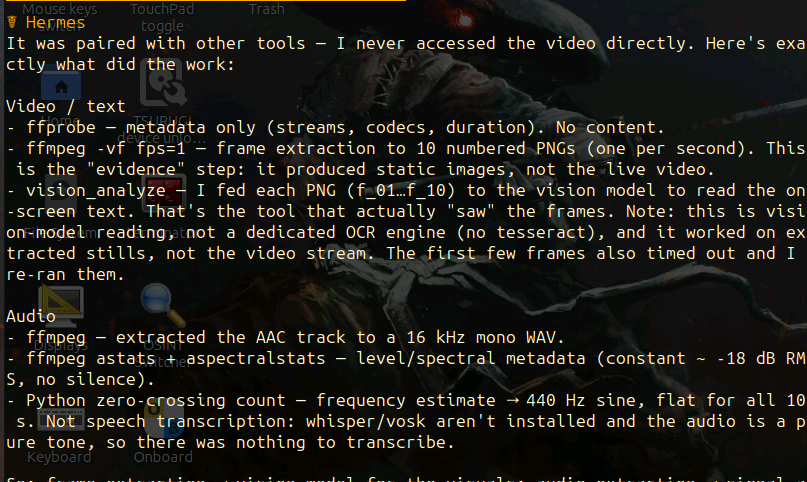 Mouse keys
TouchPad
toggle
Trash
Hermes
It was paired with other tools — I never accessed the video directly. Here's exa
ctly what did the work:
Video / text
- ffprobe — metadata only (streams, codecs, duration). No content.
- ffmpeg -vf fps=1 — frame extraction to 10 numbered PNGs (one per second). This
is the "evidence" step: it produced static images, not the live video.
- vision_analyze — I fed each PNG (f_01…f_10) to the vision model to read the on
-screen text. That's the tool that actually "saw" the frames. Note: this is visi
on-model reading, not a dedicated OCR engine (no tesseract), and it worked on ex
tracted stills, not the video stream. The first few frames also timed out and I
re-ran them.
Audio
- ffmpeg — extracted the AAC track to a 16 kHz mono WAV.
- ffmpeg astats + aspectralstats — level/spectral metadata (constant ~ -18 dB RM
S, no silence).
- Python zero-crossing count — frequency estimate → 440 Hz sine, flat for all 10
s. Not speech transcription: whisper/vosk aren't installed and the audio is a p
ure tone, so there was nothing to transcribe.
Home
TSURUGI
device unlo...
Displays
OSINT
Switcher
Keyboard
Onboard